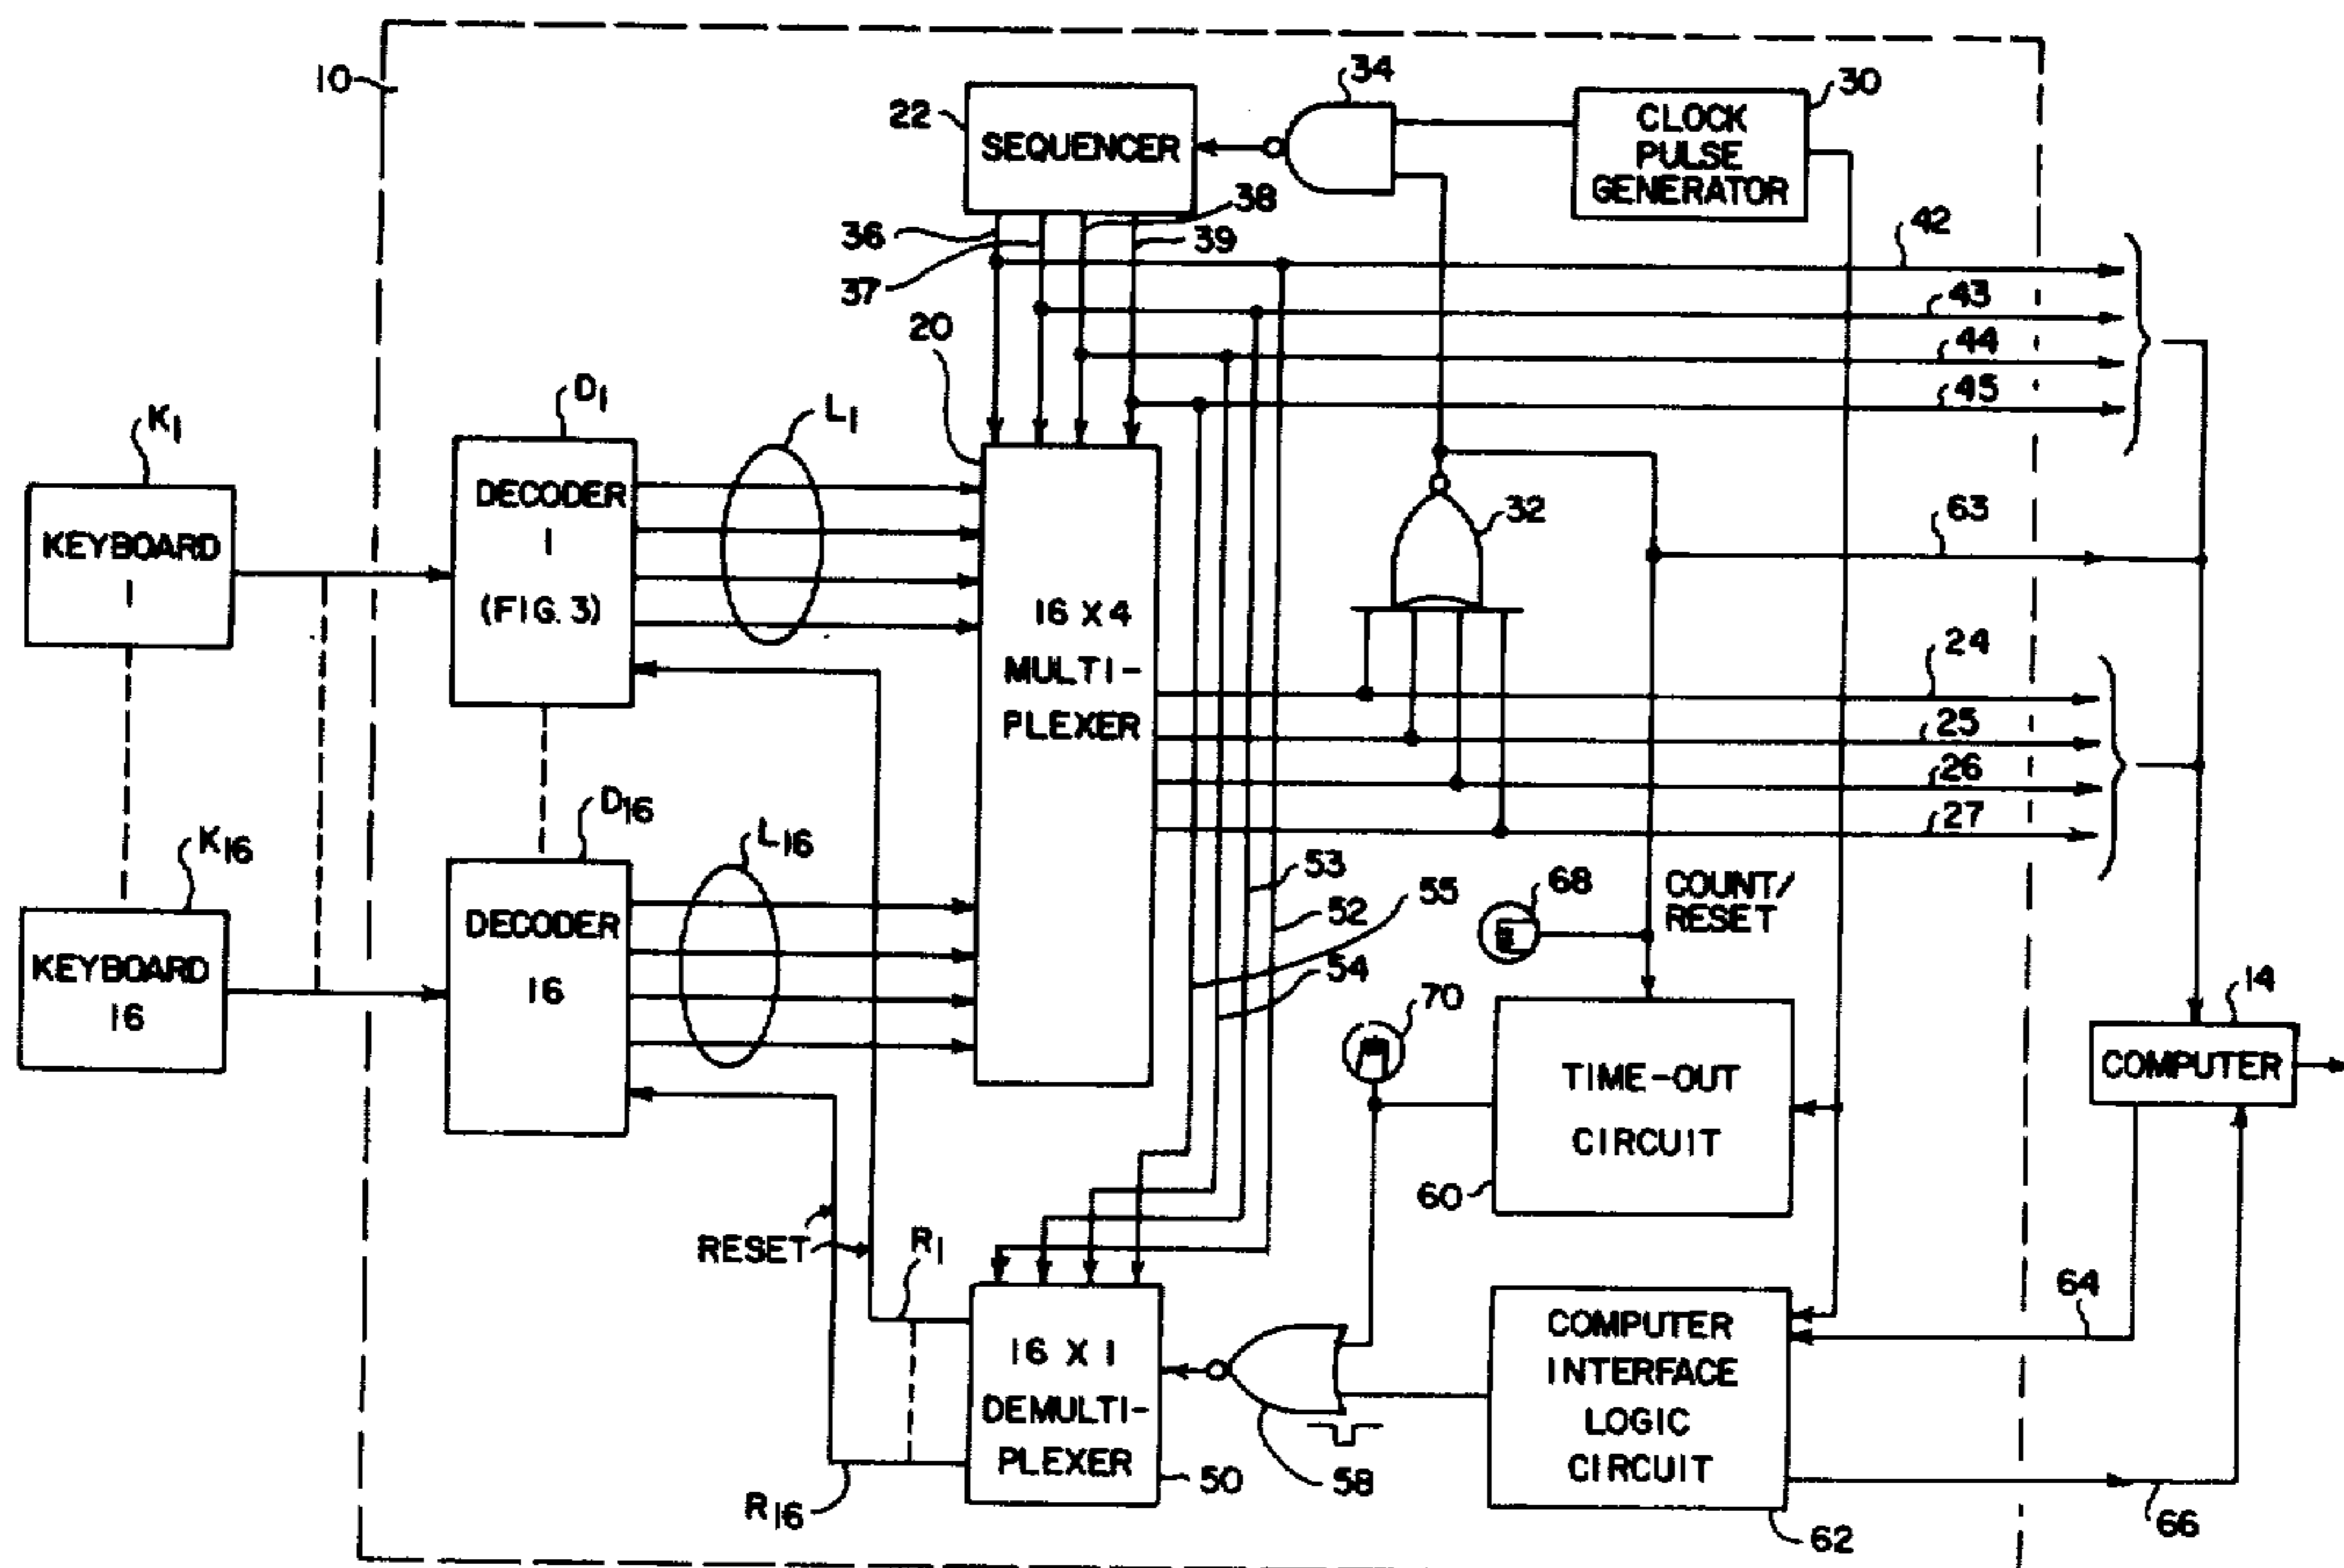 10
22
SEQUENCER
34
CLOCK
PULSE
GENERATOR
30
36
37
38
39
42
43
44
45
20
K1
KEYBOARD
1
D1
DECODER
1
(FIG. 3)
L1
16 X 4
MULTI-
PLEXER
32
63
24
25
26
27
K16
KEYBOARD
16
D16
DECODER
16
L16
53
52
55
54
68
COUNT/
RESET
70
TIME-OUT
CIRCUIT
60
14
COMPUTER
RESET
R1
R16
16 X 1
DEMULTI-
PLEXER
50
58
COMPUTER
INTERFACE
LOGIC
CIRCUIT
62
64
66